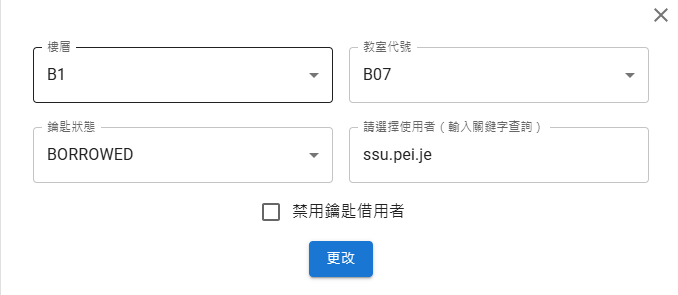 樓層
B1
教室代號
B07
鑰匙狀態
BORROWED
請選擇使用者（輸入關鍵字查詢）
ssu.pei.je
禁用鑰匙借用者
更改